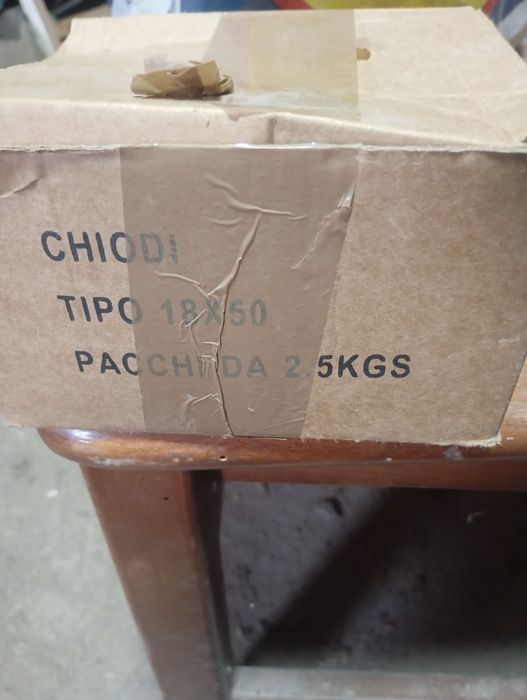 CHIODI
TIPO 18X50
PACCHI DA 2.5KGS